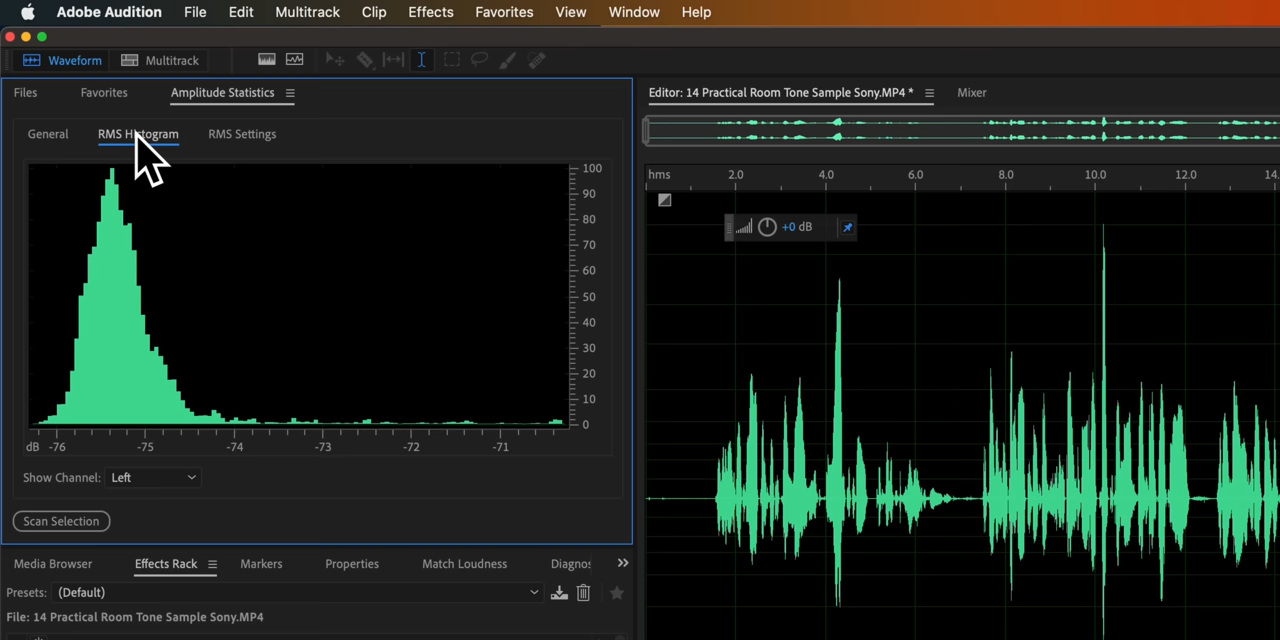 Adobe Audition File Edit Multitrack Clip Effects Favorites View Window Help
Waveform Multitrack
Files Favorites Amplitude Statistics Editor: 14 Practical Room Tone Sample Sony.MP4 * Mixer
General RMS Histogram RMS Settings
100
90
80
70
60
50
40
30
20
10
0
dB -76 -75 -74 -73 -72 -71
Show Channel: Left
Scan Selection
hms 2.0 4.0 6.0 8.0 10.0 12.0 14.
+0 dB
Media Browser Effects Rack Markers Properties Match Loudness Diagnos
Presets: (Default)
File: 14 Practical Room Tone Sample Sony.MP4